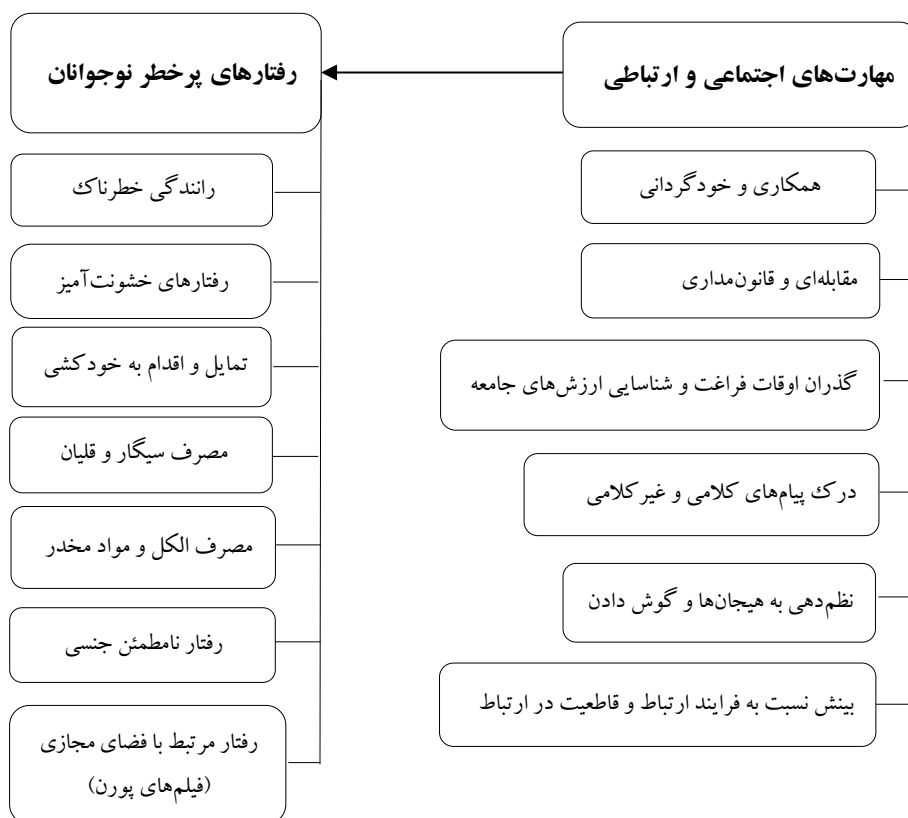 مهارت‌های اجتماعی و ارتباطی
همکاری و خودگردانی
مقابله‌ای و قانون‌مداری
گذران اوقات فراغت و شناسایی ارزش‌های جامعه
درک پیام‌های کلامی و غیرکلامی
نظم‌دهی به هیجان‌ها و گوش دادن
بینش نسبت به فرایند ارتباط و قاطعیت در ارتباط
رفتارهای پرخطر نوجوانان
رانندگی خطرناک
رفتارهای خشونت‌آمیز
تمایل و اقدام به خودکشی
مصرف سیگار و قلیان
مصرف الکل و مواد مخدر
رفتار نامطمئن جنسی
رفتار مرتبط با فضای مجازی
(فیلم‌های پورن)